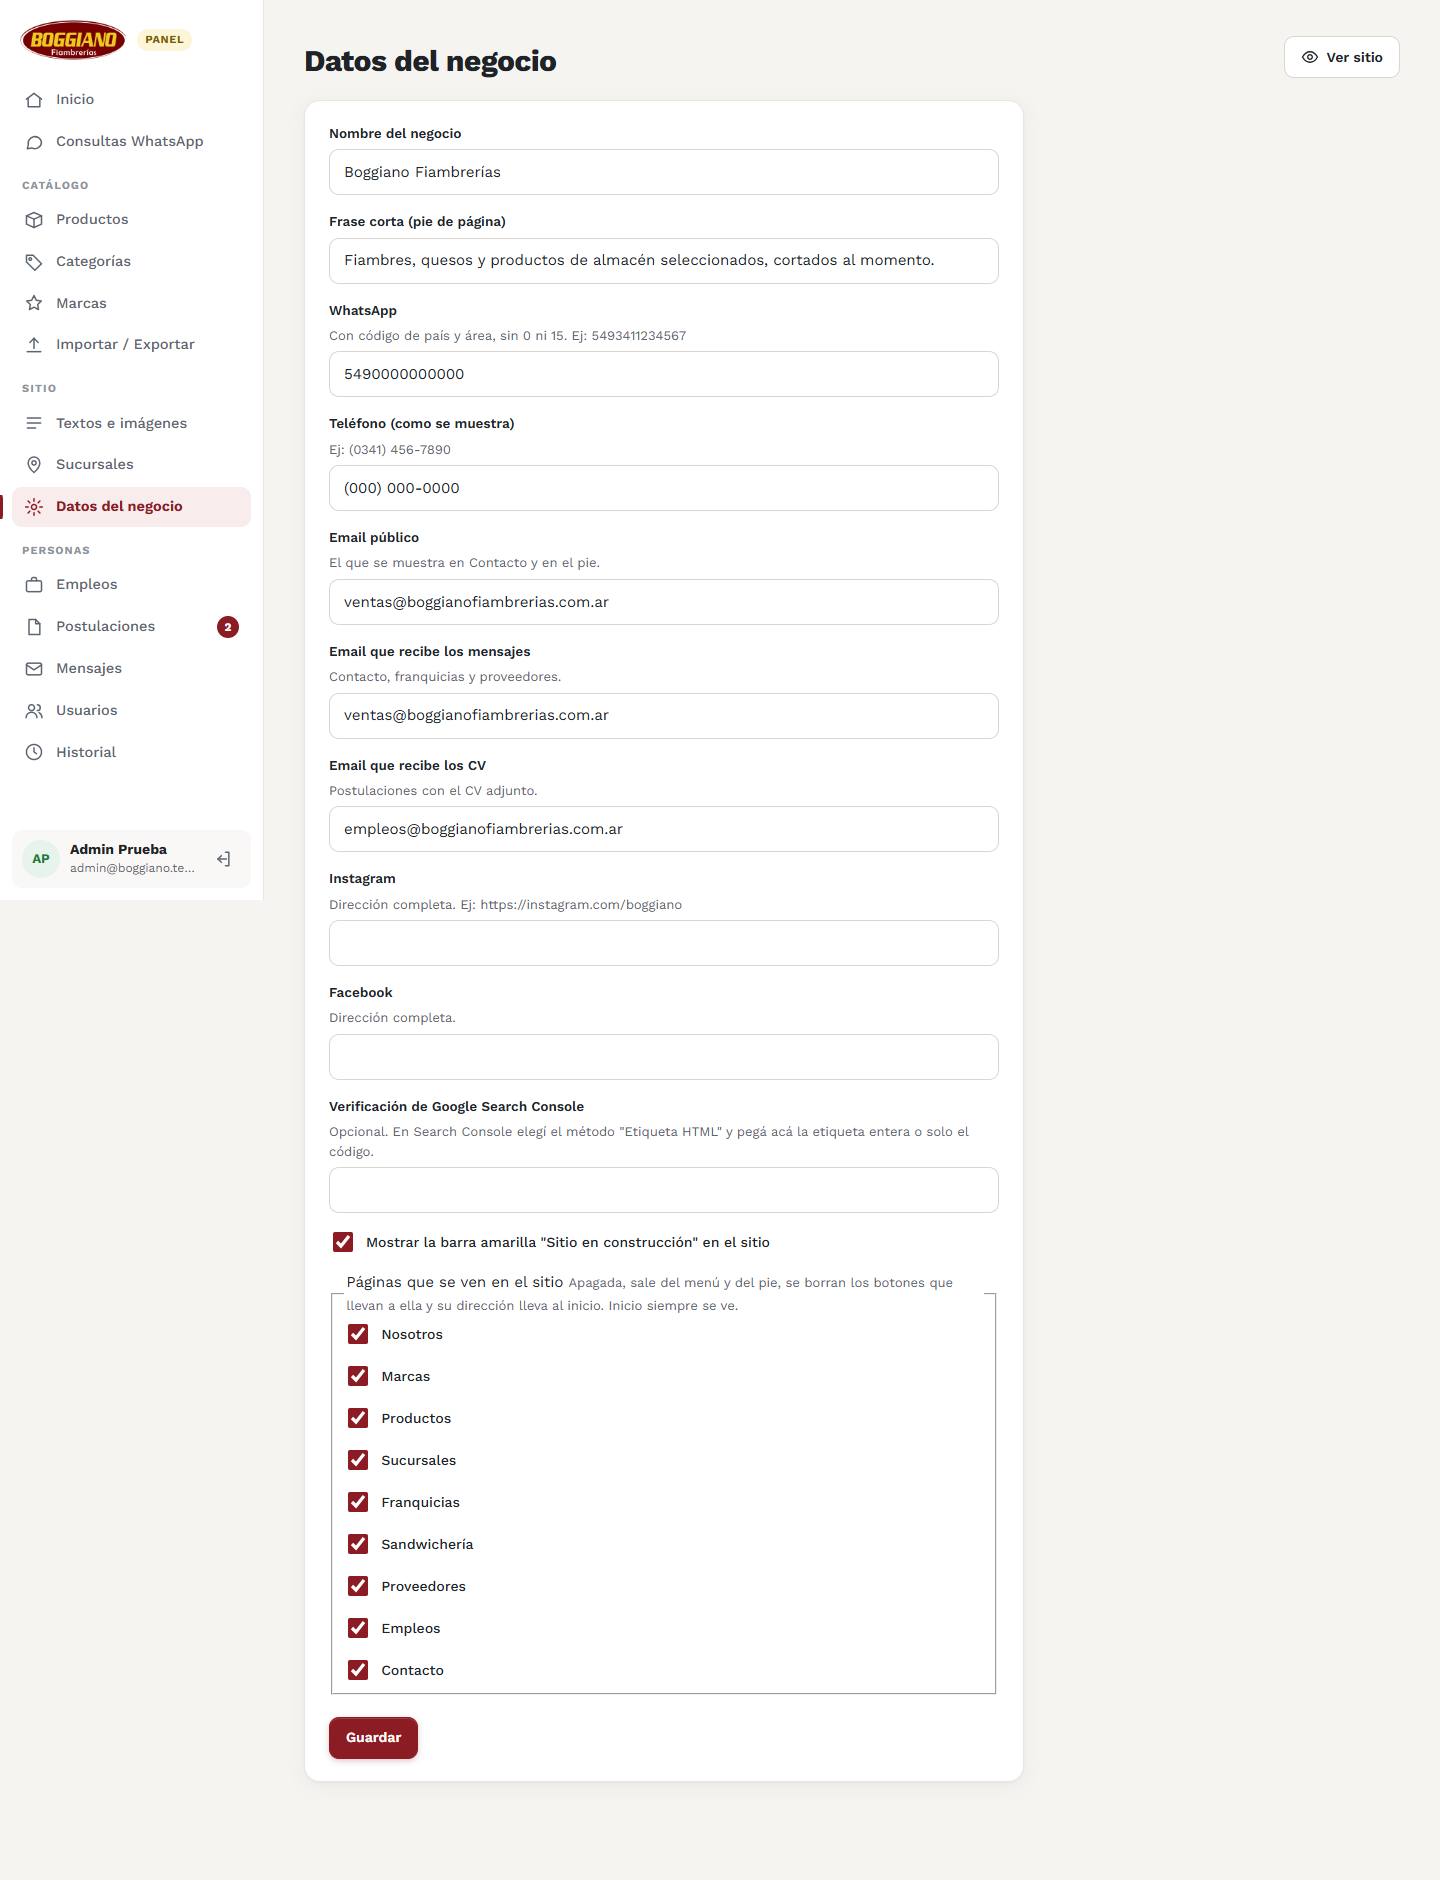 BOGGIANO
Fiambrerías
PANEL
Inicio
Consultas WhatsApp
CATÁLOGO
Productos
Categorías
Marcas
Importar / Exportar
SITIO
Textos e imágenes
Sucursales
Datos del negocio
PERSONAS
Empleos
Postulaciones 2
Mensajes
Usuarios
Historial
AP
Admin Prueba
admin@boggiano.te...
Datos del negocio
Ver sitio
Nombre del negocio
Boggiano Fiambrerías
Frase corta (pie de página)
Fiambres, quesos y productos de almacén seleccionados, cortados al momento.
WhatsApp
Con código de país y área, sin 0 ni 15. Ej: 5493411234567
5490000000000
Teléfono (como se muestra)
Ej: (0341) 456-7890
(000) 000-0000
Email público
El que se muestra en Contacto y en el pie.
ventas@boggianofiambrerias.com.ar
Email que recibe los mensajes
Contacto, franquicias y proveedores.
ventas@boggianofiambrerias.com.ar
Email que recibe los CV
Postulaciones con el CV adjunto.
empleos@boggianofiambrerias.com.ar
Instagram
Dirección completa. Ej: https://instagram.com/boggiano
Facebook
Dirección completa.
Verificación de Google Search Console
Opcional. En Search Console elegí el método "Etiqueta HTML" y pegá acá la etiqueta entera o solo el
código.
Mostrar la barra amarilla "Sitio en construcción" en el sitio
Páginas que se ven en el sitio Apagada, sale del menú y del pie, se borran los botones que
llevan a ella y su dirección lleva al inicio. Inicio siempre se ve.
Nosotros
Marcas
Productos
Sucursales
Franquicias
Sandwichería
Proveedores
Empleos
Contacto
Guardar